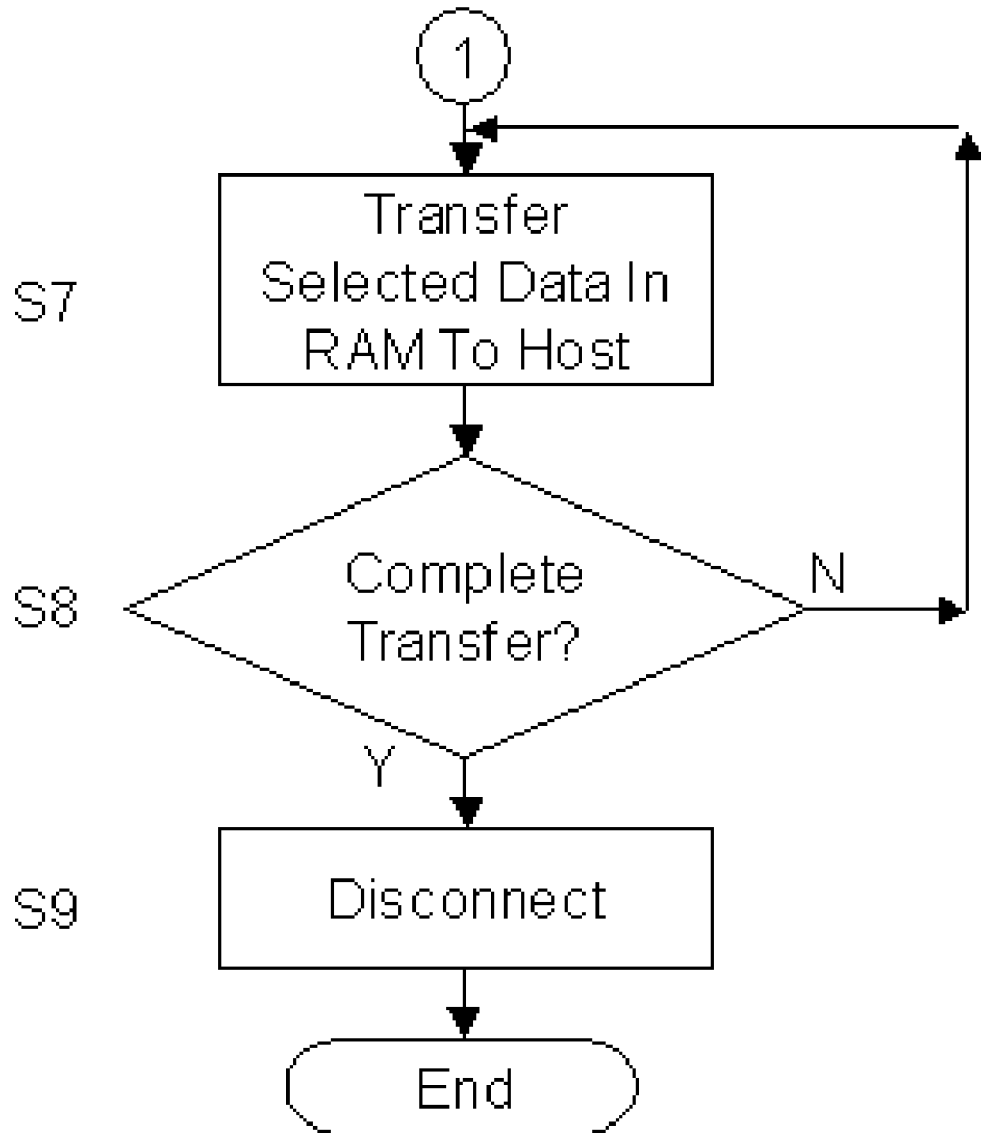 1
Transfer
Selected Data In
RAM To Host
S7
Complete
Transfer?
N
S8
Y
Disconnect
S9
End